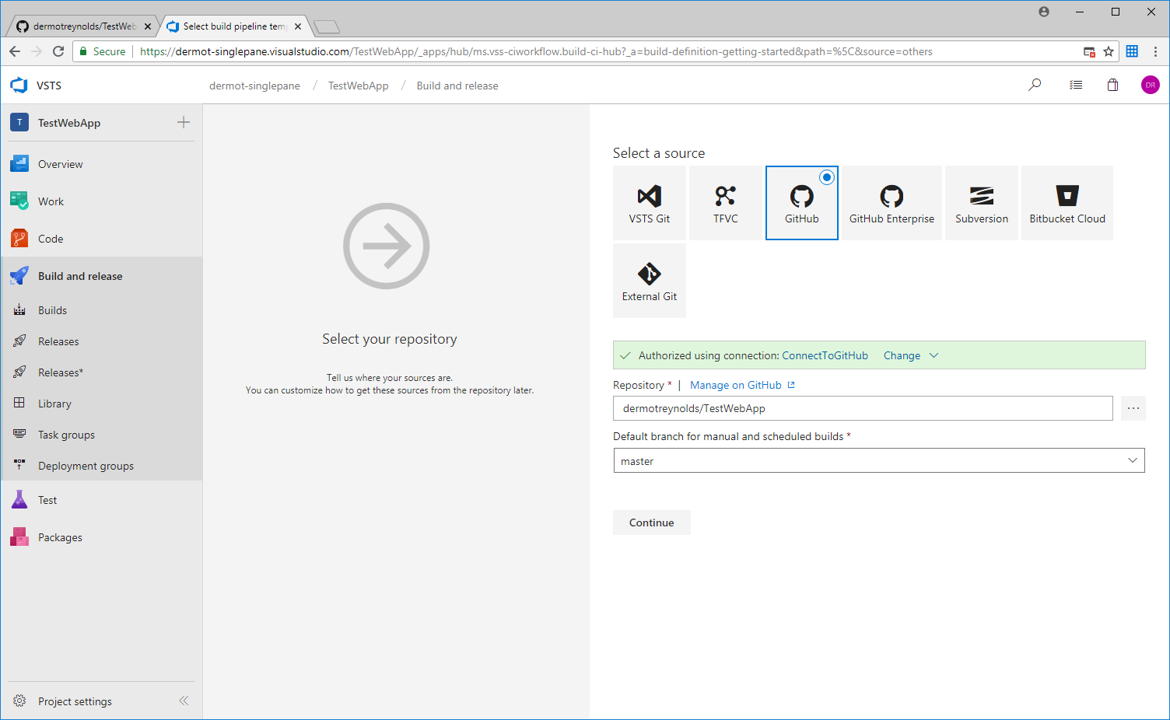 dermotreynolds/TestWeb
Select build pipeline tem
Secure
https://dermot-singlepane.visualstudio.com/TestWebApp/_apps/hub/ms.vss-ciworkflow.build-ci-hub?_a=build-definition-getting-started&path=%5C&source=others
VSTS
dermot-singlepane / TestWebApp / Build and release
DR
T TestWebApp
Overview
Work
Code
Build and release
Builds
Releases
Releases*
Library
Task groups
Deployment groups
Test
Packages
Project settings
Select your repository
Tell us where your sources are.
You can customize how to get these sources from the repository later.
Select a source
VSTS Git
TFVC
GitHub
GitHub Enterprise
Subversion
Bitbucket Cloud
External Git
Authorized using connection: ConnectToGitHub Change
Repository * | Manage on GitHub
dermotreynolds/TestWebApp
...
Default branch for manual and scheduled builds *
master
Continue